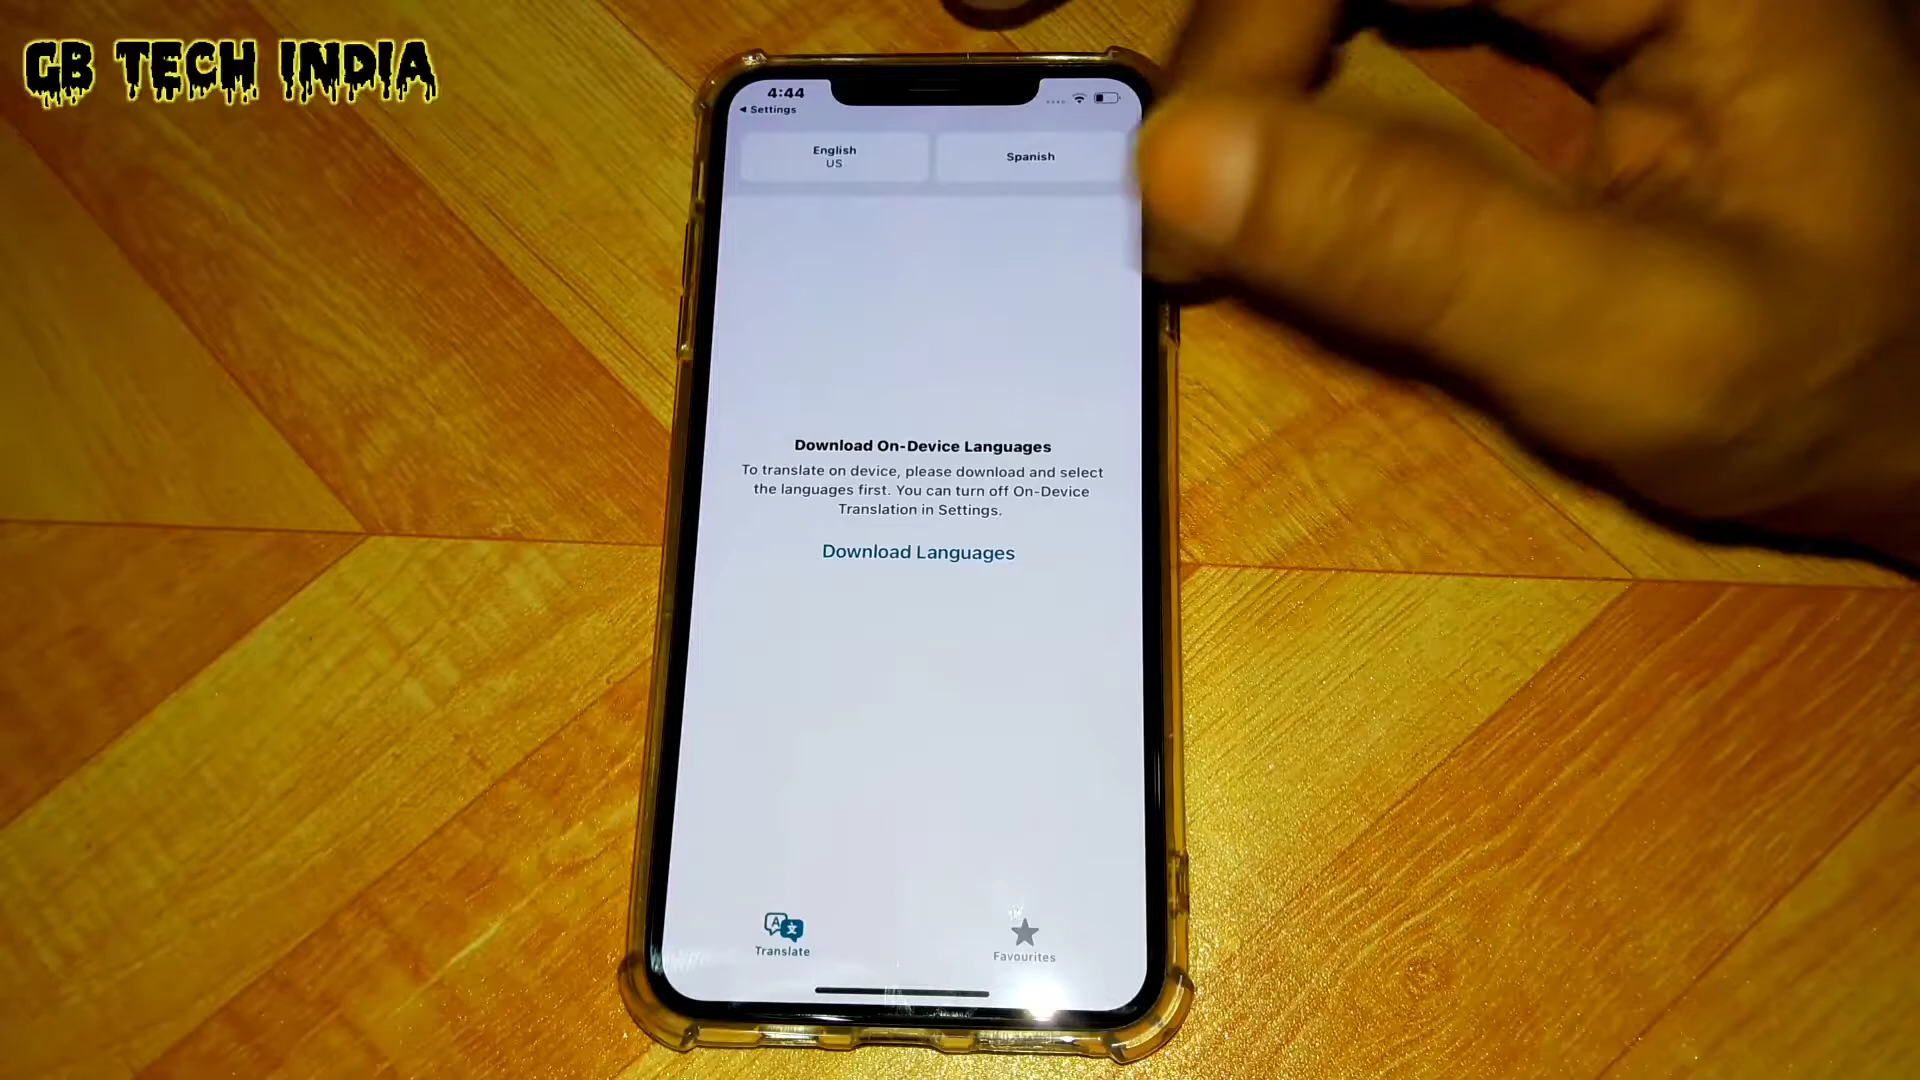 GB TECH INDIA
4:44
◄ Settings
English
US
Spanish
Download On-Device Languages
To translate on device, please download and select
the languages first. You can turn off On-Device
Translation in Settings.
Download Languages
Translate
Favourites